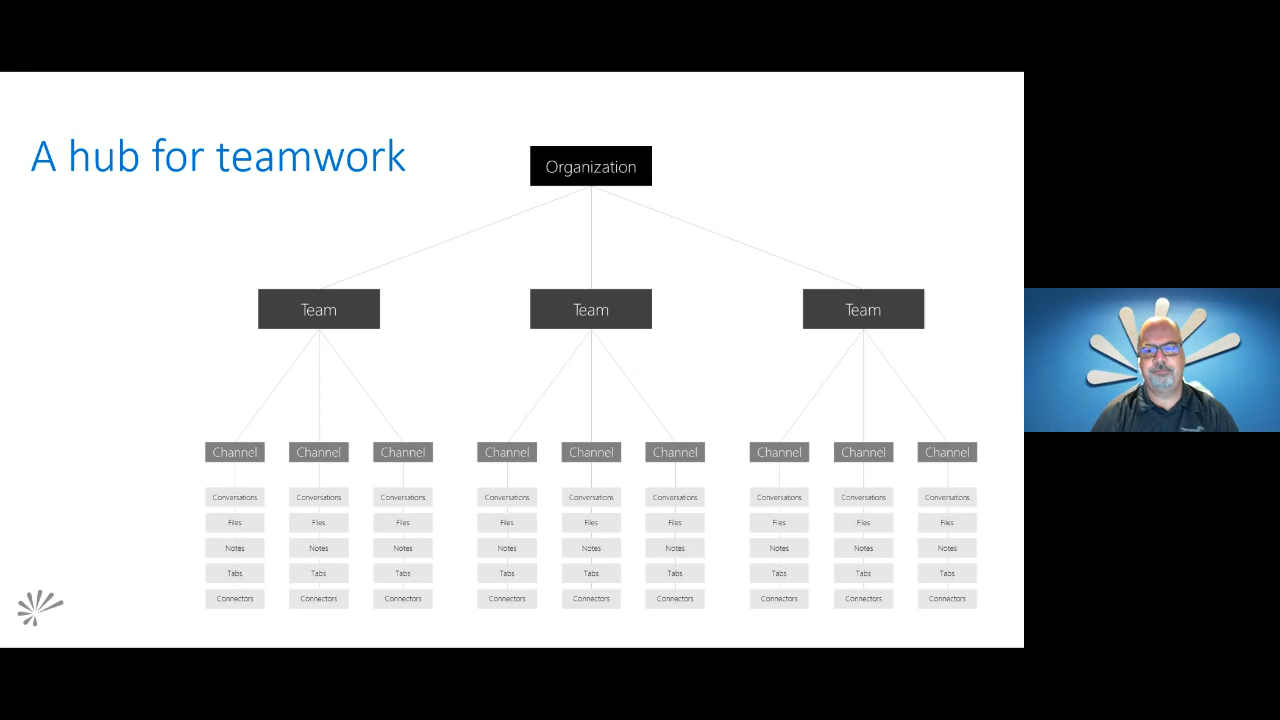 A hub for teamwork
Organization
Team Team Team
Channel Channel Channel Channel Channel Channel Channel Channel Channel
Conversations Conversations Conversations Conversations Conversations Conversations Conversations Conversations Conversations
Files Files Files Files Files Files Files Files Files
Notes Notes Notes Notes Notes Notes Notes Notes Notes
Tabs Tabs Tabs Tabs Tabs Tabs Tabs Tabs Tabs
Connectors Connectors Connectors Connectors Connectors Connectors Connectors Connectors Connectors